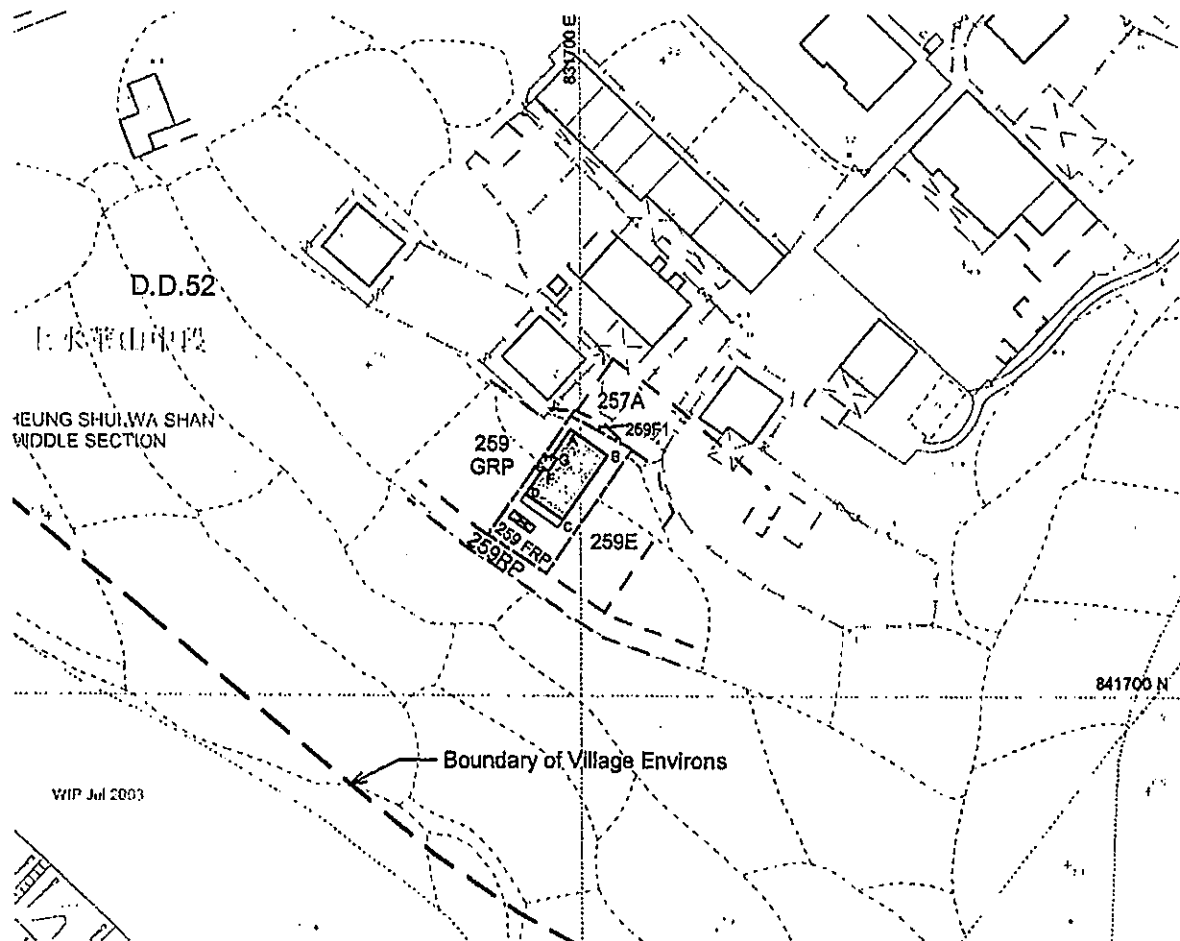 831700 E
D.D.52
HEUNG SHUI,WA SHAN
MIDDLE SECTION
257A
259F1
259
GRP
A
B
G
F
D
C
259 FRP
259RP
259E
841700 N
Boundary of Village Environs
WIP Jul 2003